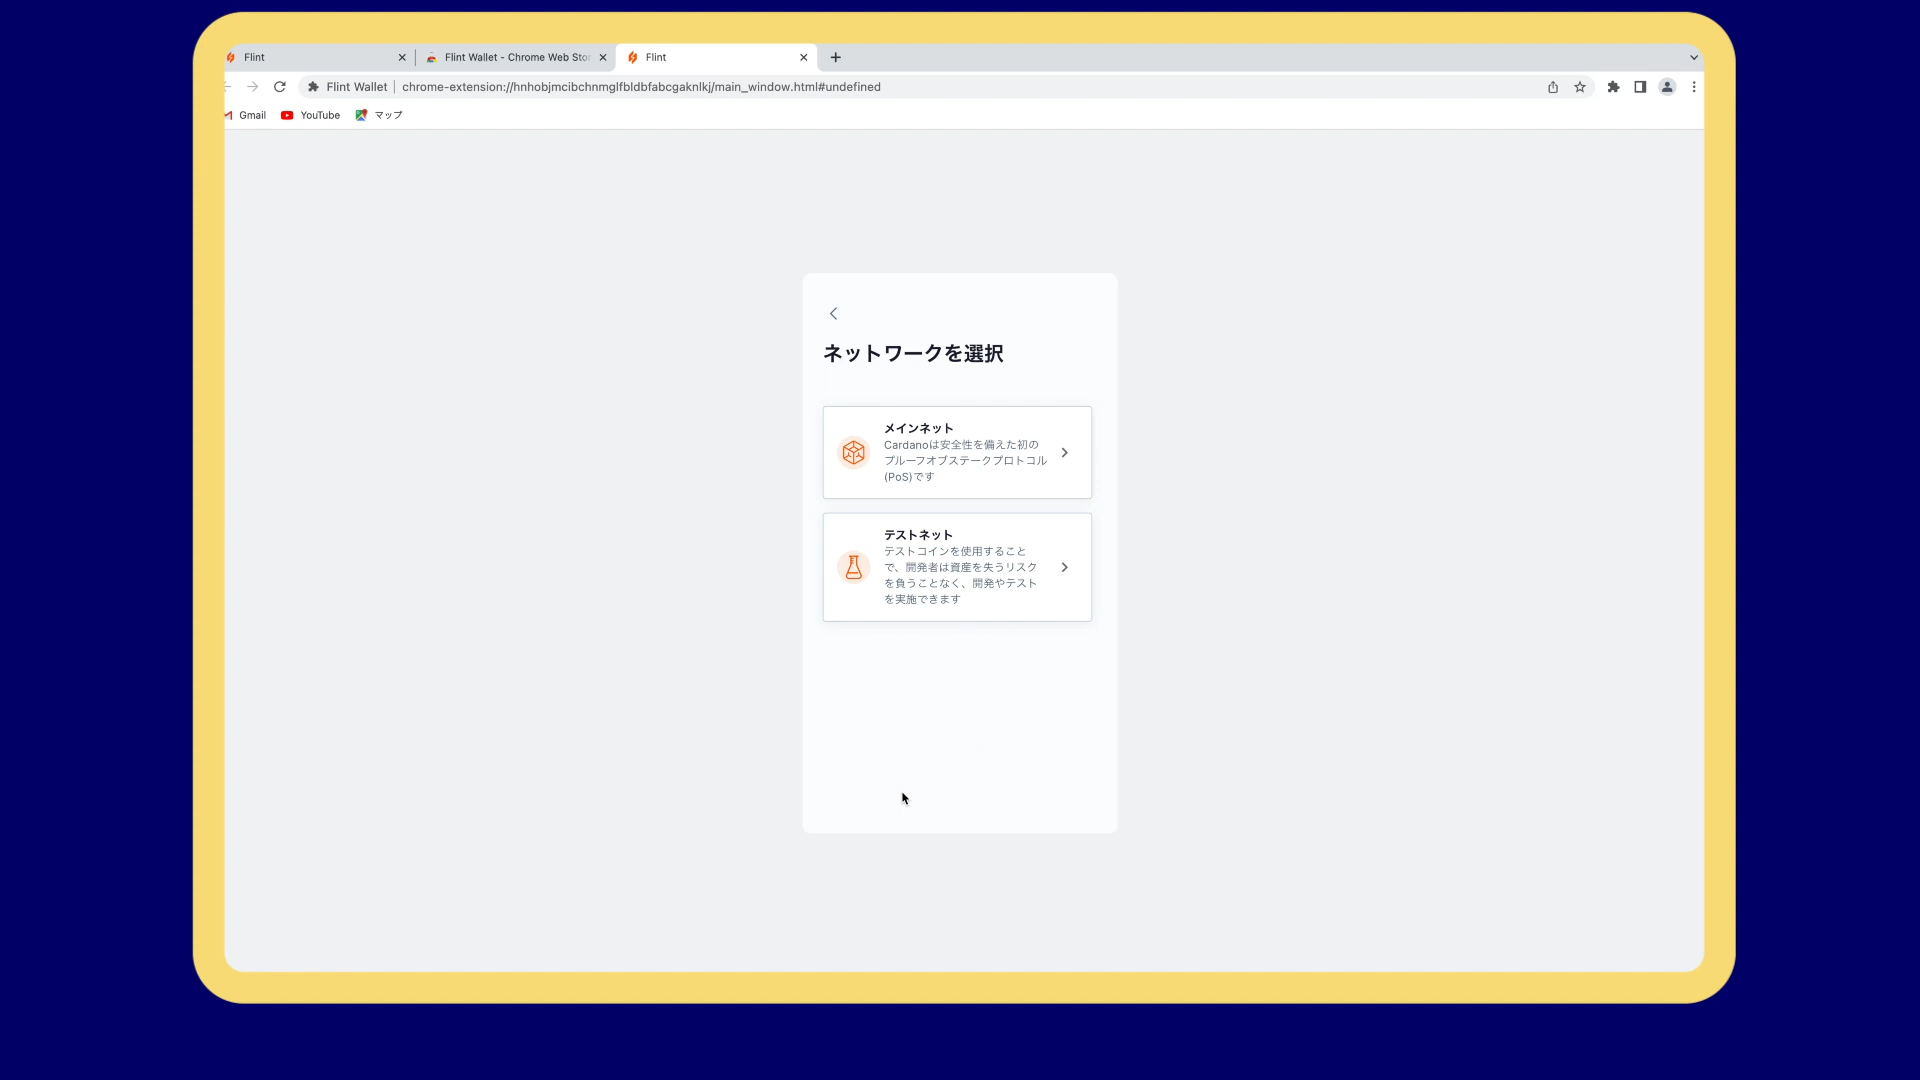 Flint
Flint Wallet - Chrome Web Sto
Flint
Flint Wallet
chrome-extension://hnhobjmcibchnmglfbldbfabcgaknlkj/main_window.html#undefined
Gmail
YouTube
マップ
ネットワークを選択
メインネット
Cardanoは安全性を備えた初の
プルーフオブステークプロトコル
(PoS)です
テストネット
テストコインを使用すること
で、開発者は資産を失うリスク
を負うことなく、開発やテスト
を実施できます